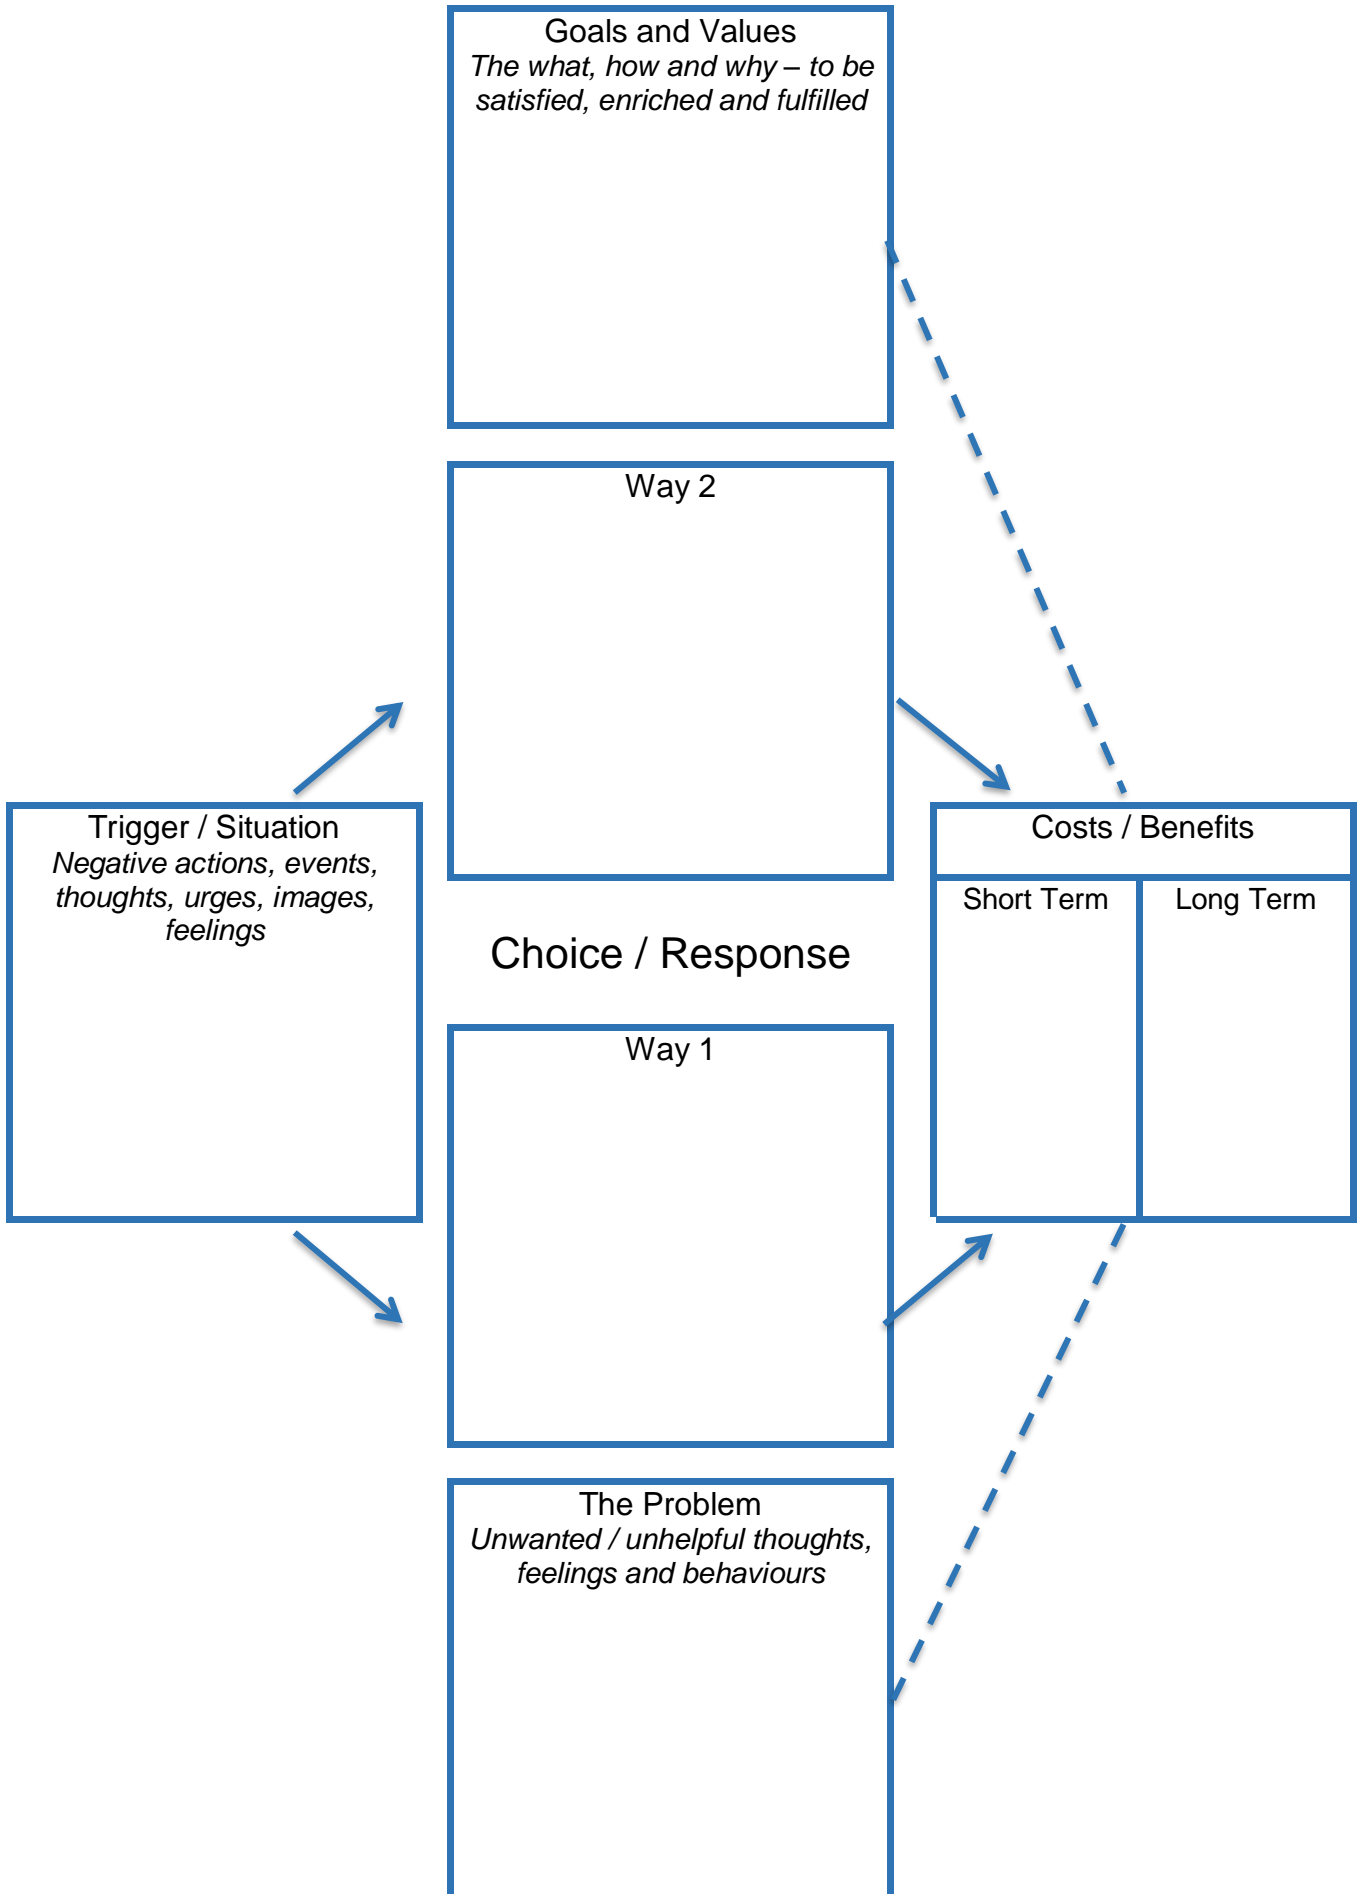 Goals and Values
The what, how and why – to be
satisfied, enriched and fulfilled
Way 2
Trigger / Situation
Negative actions, events,
thoughts, urges, images,
feelings
Costs / Benefits
Short Term
Long Term
Choice / Response
Way 1
The Problem
Unwanted / unhelpful thoughts,
feelings and behaviours